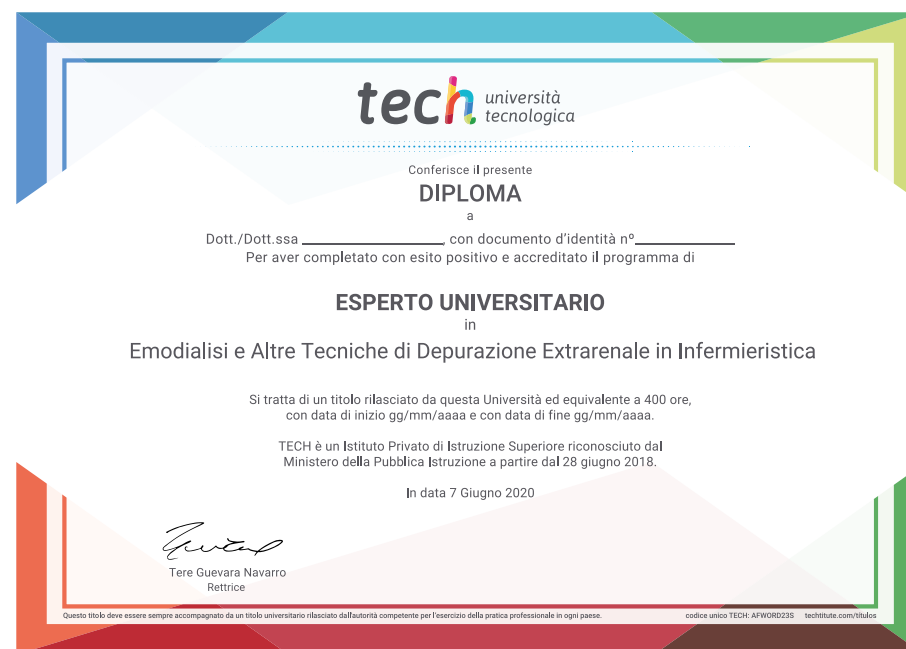 tech università
tecnologica
Conferisce il presente
DIPLOMA
a
Dott./Dott.ssa ____________________, con documento d'identità nº______________
Per aver completato con esito positivo e accreditato il programma di
ESPERTO UNIVERSITARIO
in
Emodialisi e Altre Tecniche di Depurazione Extrarenale in Infermieristica
Si tratta di un titolo rilasciato da questa Università ed equivalente a 400 ore,
con data di inizio gg/mm/aaaa e con data di fine gg/mm/aaaa.
TECH è un Istituto Privato di Istruzione Superiore riconosciuto dal
Ministero della Pubblica Istruzione a partire dal 28 giugno 2018.
In data 7 Giugno 2020
Tere Guevara Navarro
Rettrice
Questo titolo deve essere sempre accompagnato da un titolo universitario rilasciato dall'autorità competente per l'esercizio della pratica professionale in ogni paese. codice unico TECH: AFWORD23S techtitute.com/titulos